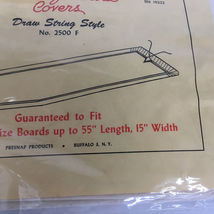 Covers
Draw String Style
No. 2500 F
Guaranteed to Fit
ize Boards up to 55" Length, 15" Width
PRESNAP PRODUCTS • BUFFALO 2, N. Y.